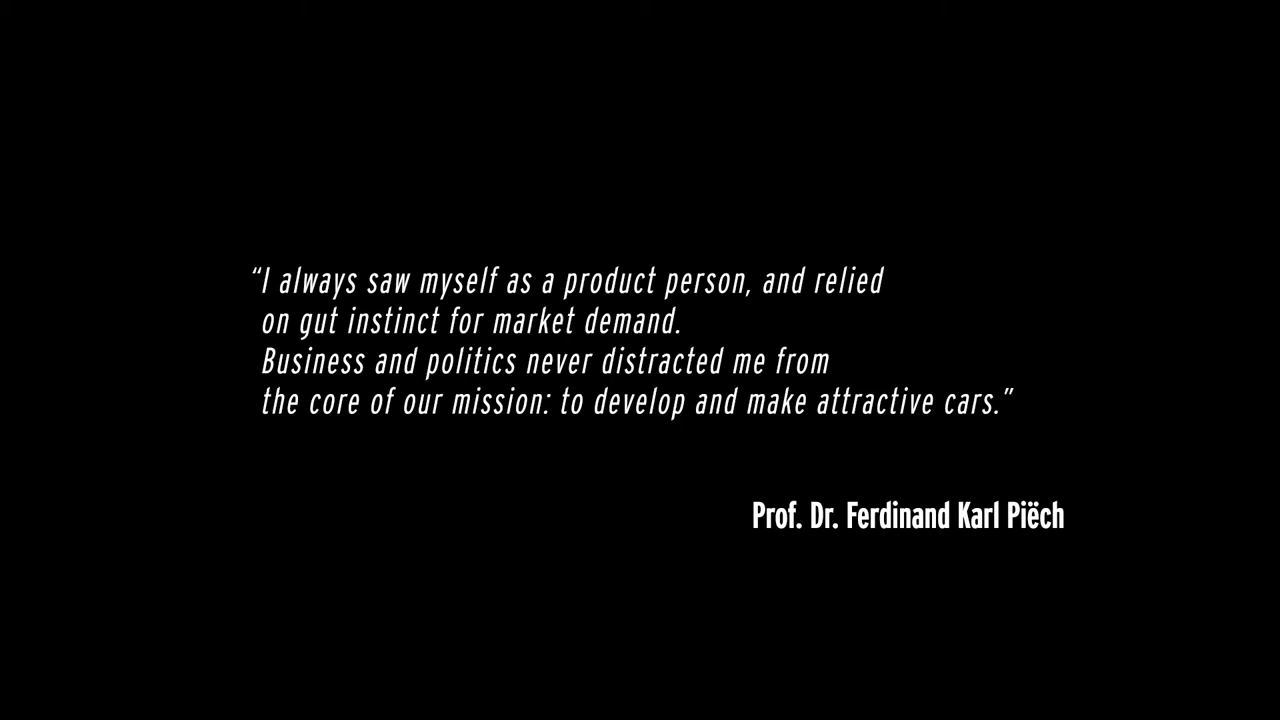 “I always saw myself as a product person, and relied
on gut instinct for market demand.
Business and politics never distracted me from
the core of our mission: to develop and make attractive cars.”
Prof. Dr. Ferdinand Karl Piëch